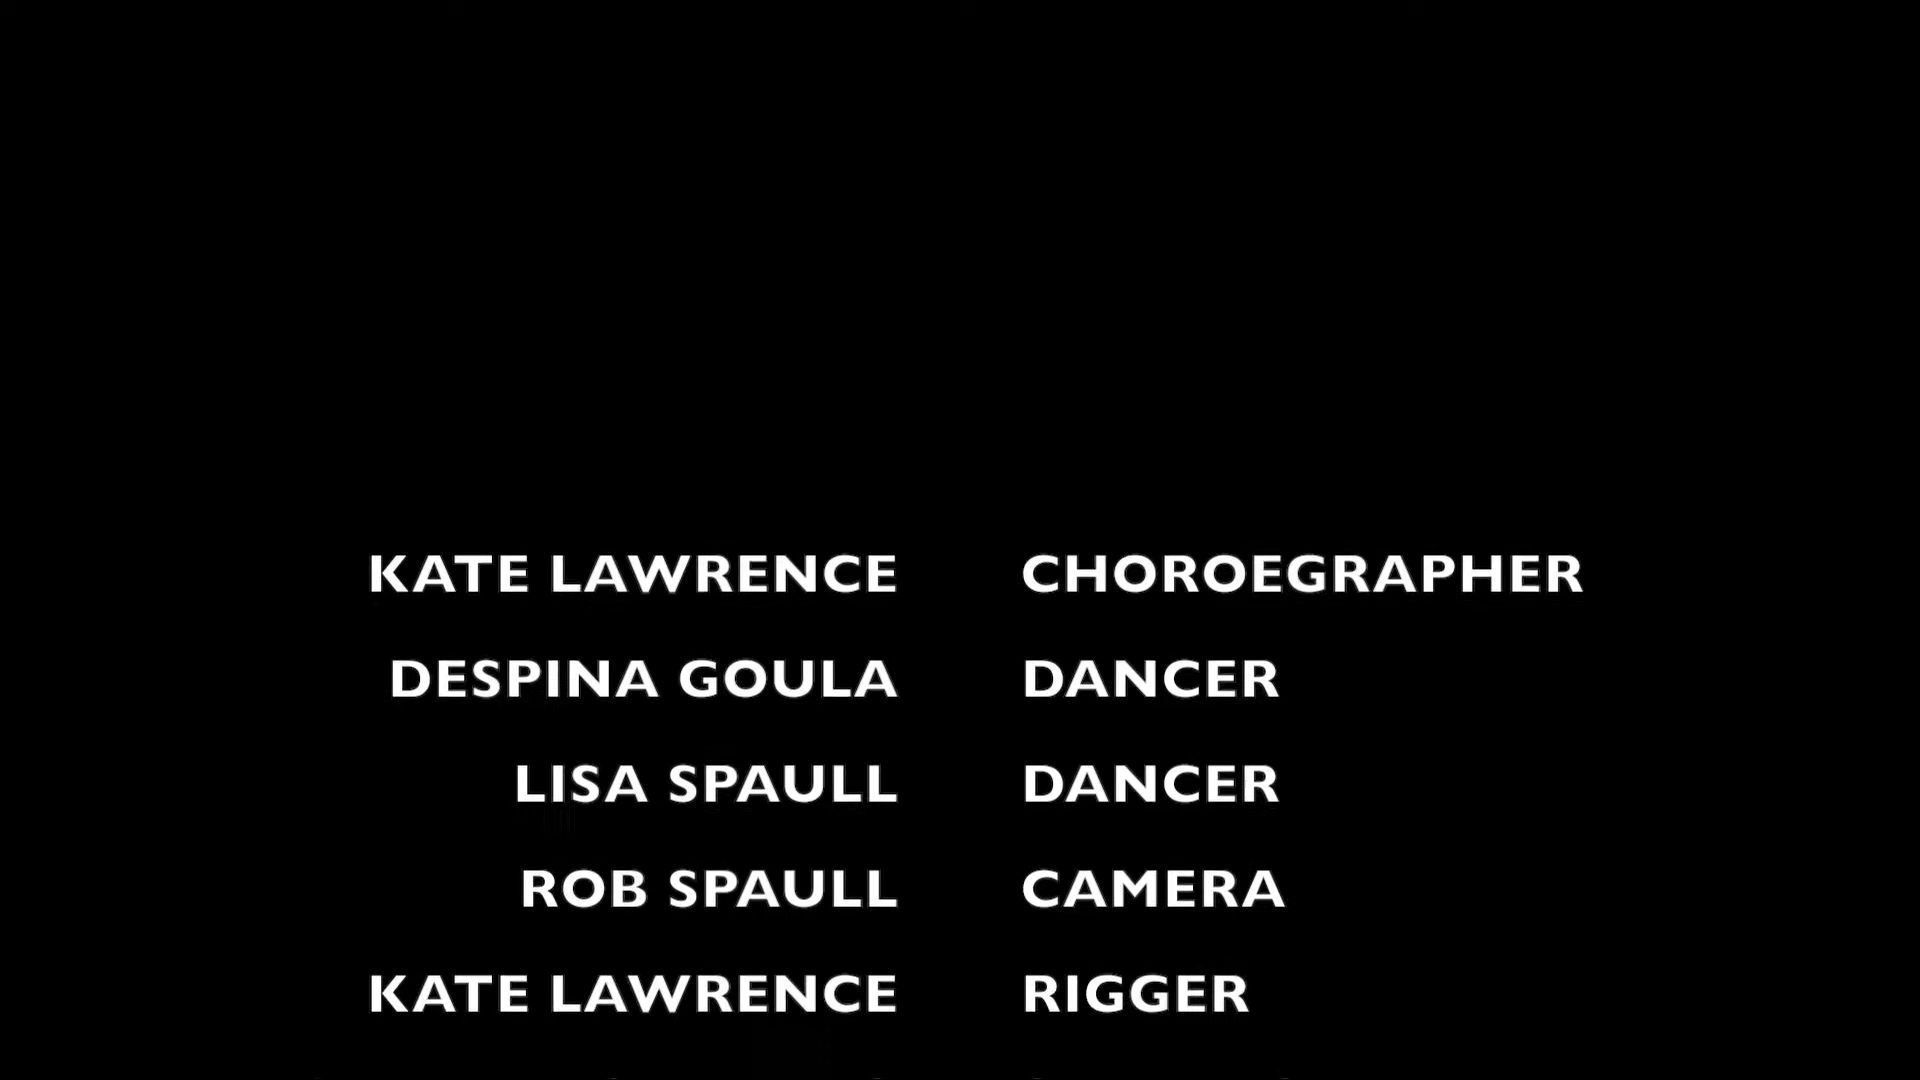 KATE LAWRENCE CHOROEGRAPHER
DESPINA GOULA DANCER
LISA SPAULL DANCER
ROB SPAULL CAMERA
KATE LAWRENCE RIGGER